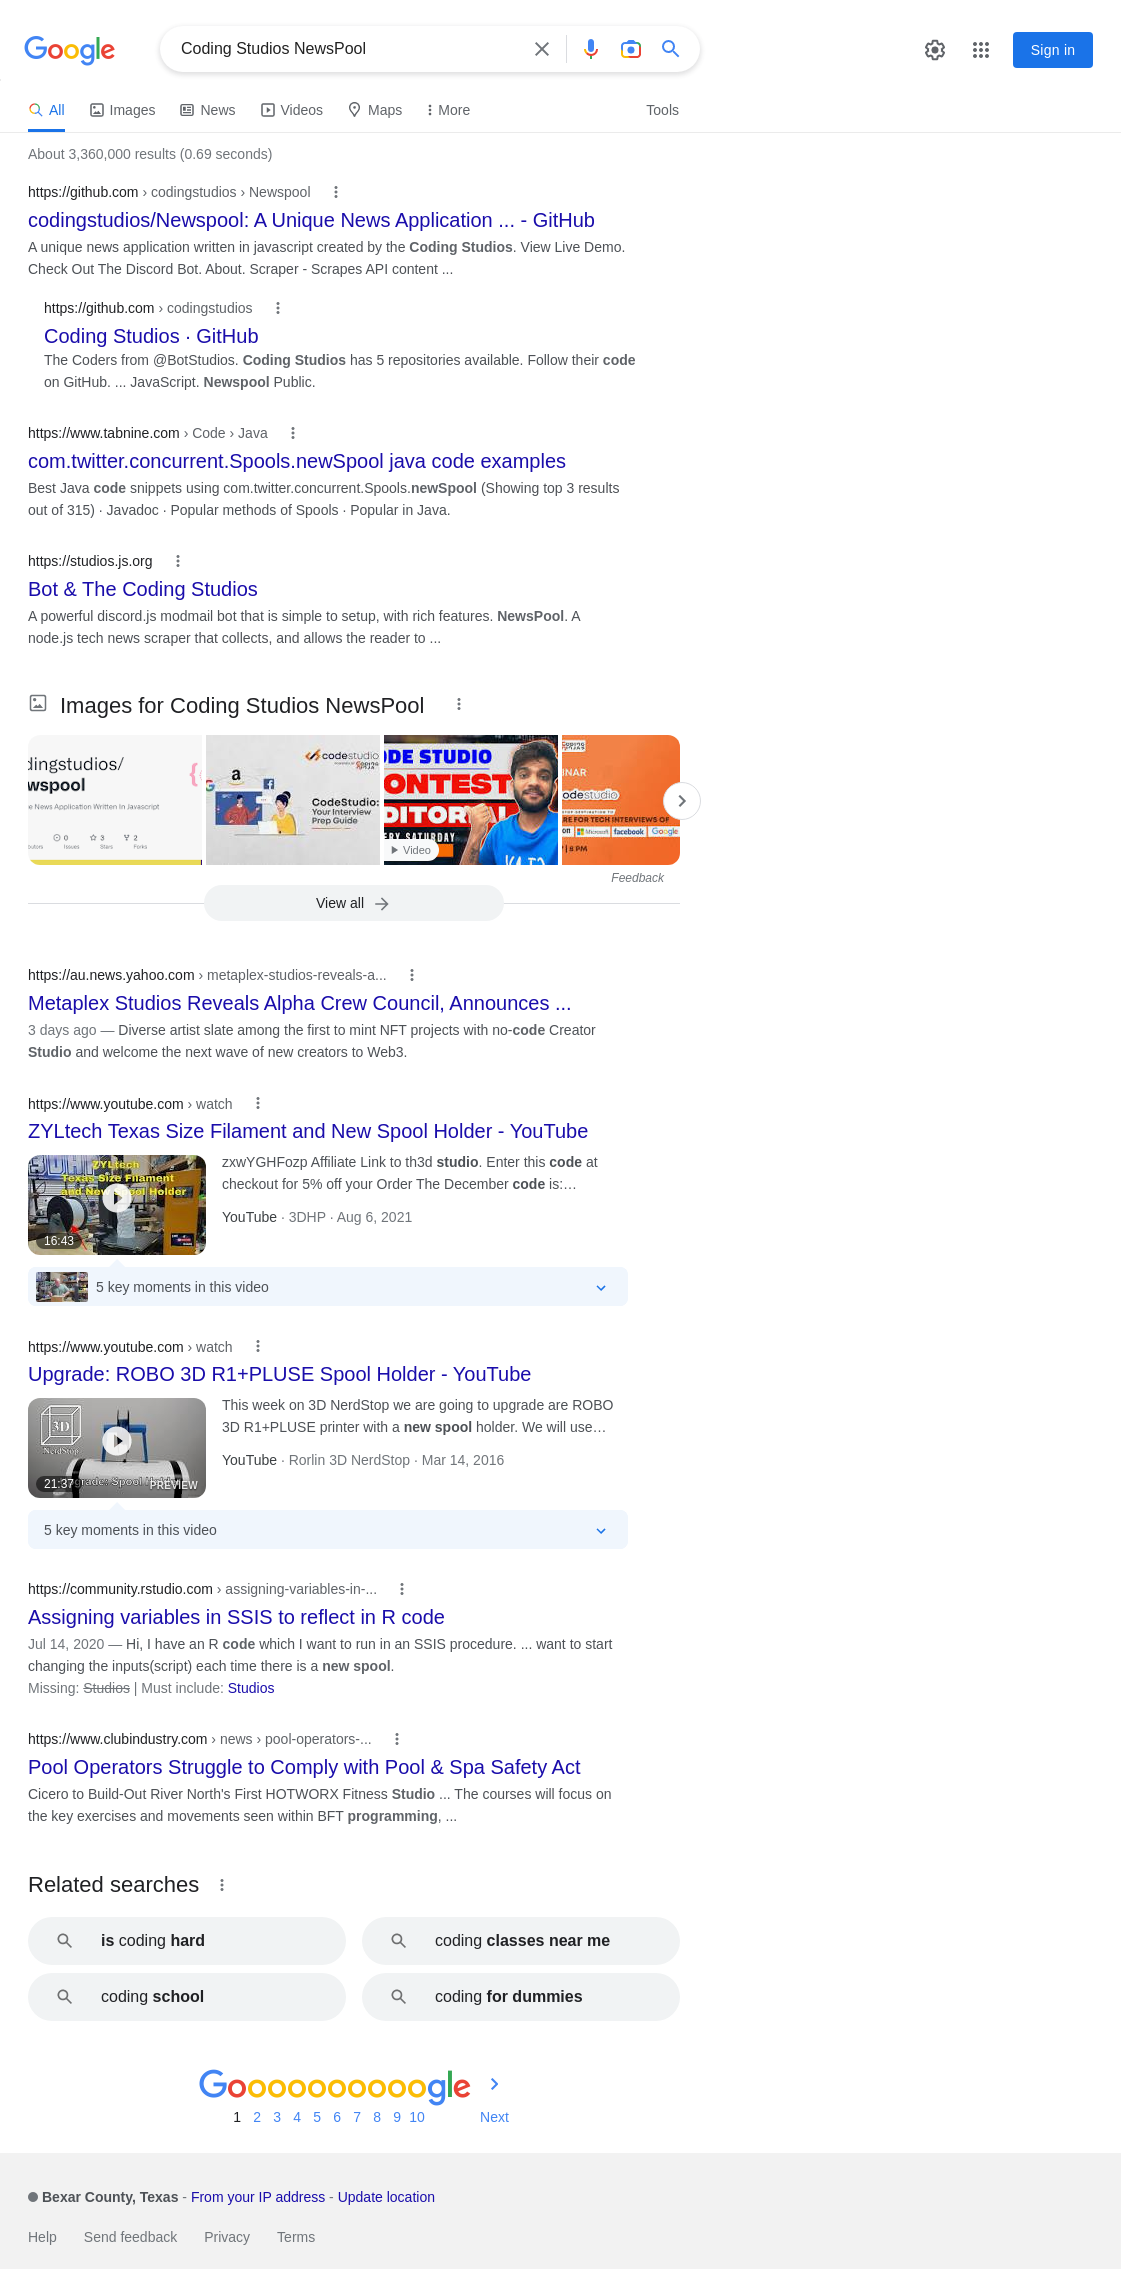 Google
Coding Studios NewsPool
Sign in
All
Images
News
Videos
Maps
More
Tools
About 3,360,000 results (0.69 seconds)
https://github.com › codingstudios › Newspool
codingstudios/Newspool: A Unique News Application ... - GitHub
A unique news application written in javascript created by the Coding Studios. View Live Demo.
Check Out The Discord Bot. About. Scraper - Scrapes API content ...
https://github.com › codingstudios
Coding Studios · GitHub
The Coders from @BotStudios. Coding Studios has 5 repositories available. Follow their code
on GitHub. ... JavaScript. Newspool Public.
https://www.tabnine.com › Code › Java
com.twitter.concurrent.Spools.newSpool java code examples
Best Java code snippets using com.twitter.concurrent.Spools.newSpool (Showing top 3 results
out of 315) · Javadoc · Popular methods of Spools · Popular in Java.
https://studios.js.org
Bot & The Coding Studios
A powerful discord.js modmail bot that is simple to setup, with rich features. NewsPool. A
node.js tech news scraper that collects, and allows the reader to ...
Images for Coding Studios NewsPool
dingstudios/
wspool
e News Application Written In Javascript
0
3
2
Issues
Stars
Forks
codestudio
CODING NINJAS
a
G
CodeStudio:
Your Interview
Prep Guide
ODE STUDIO
ONTEST
DITORIAL
ERY SATURDAY
Video
CODING NINJAS
INAR
odestudio
RE FOR TECH INTERVIEWS OF
on
Microsoft
facebook
Google
| 8 PM
Feedback
View all
https://au.news.yahoo.com › metaplex-studios-reveals-a...
Metaplex Studios Reveals Alpha Crew Council, Announces ...
3 days ago — Diverse artist slate among the first to mint NFT projects with no-code Creator
Studio and welcome the next wave of new creators to Web3.
https://www.youtube.com › watch
ZYLtech Texas Size Filament and New Spool Holder - YouTube
ZYLtech
Texas Size Filament
and New Spool Holder
16:43
zxwYGHFozp Affiliate Link to th3d studio. Enter this code at
checkout for 5% off your Order The December code is:…
YouTube · 3DHP · Aug 6, 2021
5 key moments in this video
https://www.youtube.com › watch
Upgrade: ROBO 3D R1+PLUSE Spool Holder - YouTube
3D
NerdStop
21:37
grade: Spool Holder
PREVIEW
This week on 3D NerdStop we are going to upgrade are ROBO
3D R1+PLUSE printer with a new spool holder. We will use…
YouTube · Rorlin 3D NerdStop · Mar 14, 2016
5 key moments in this video
https://community.rstudio.com › assigning-variables-in-...
Assigning variables in SSIS to reflect in R code
Jul 14, 2020 — Hi, I have an R code which I want to run in an SSIS procedure. ... want to start
changing the inputs(script) each time there is a new spool.
Missing: Studios | Must include: Studios
https://www.clubindustry.com › news › pool-operators-...
Pool Operators Struggle to Comply with Pool & Spa Safety Act
Cicero to Build-Out River North's First HOTWORX Fitness Studio ... The courses will focus on
the key exercises and movements seen within BFT programming, ...
Related searches
is coding hard
coding classes near me
coding school
coding for dummies
Goooooooooogle
1 2 3 4 5 6 7 8 9 10 Next
Bexar County, Texas - From your IP address - Update location
Help Send feedback Privacy Terms